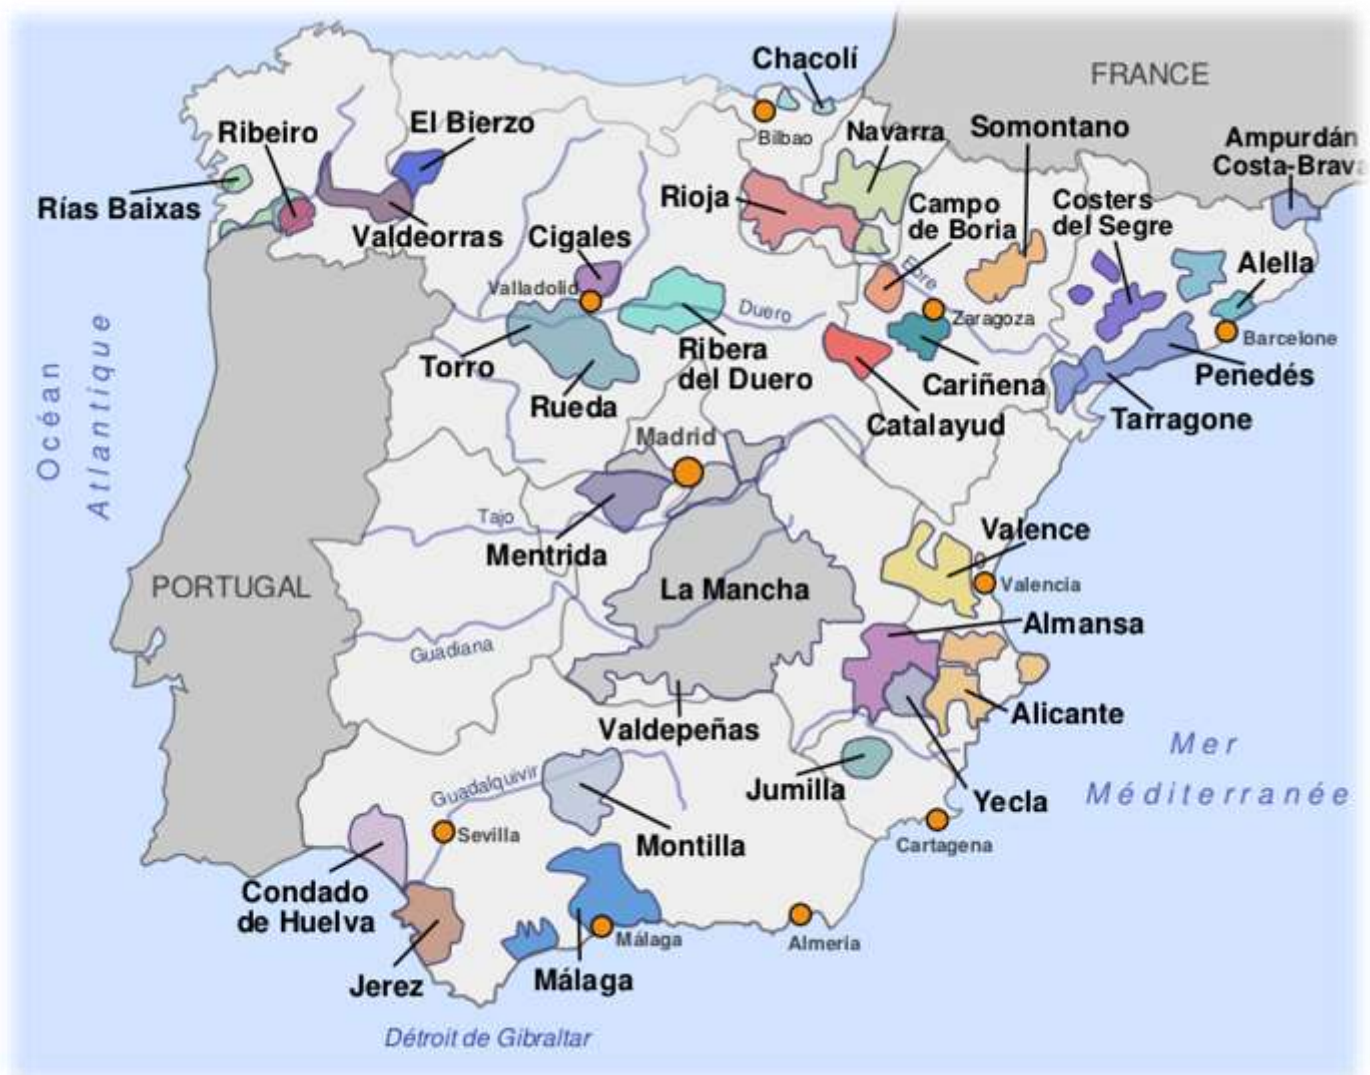 Chacolí
FRANCE
Bilbao
Ribeiro
El Bierzo
Navarra
Somontano
Ampurdán
Costa-Brava
Rías Baixas
Rioja
Campo
de Boria
Costers
del Segre
Valdeorras
Cigales
Alella
Valladolid
Ebre
Duero
Zaragoza
Barcelone
Torro
Ribera
del Duero
Cariñena
Peñedés
Rueda
Catalayud
Tarragone
Océan
Atlantique
Madrid
Tajo
Mentrida
Valence
Valencia
PORTUGAL
La Mancha
Almansa
Guadiana
Valdepeñas
Alicante
Mer
Méditerranée
Guadalquivir
Jumilla
Yecla
Sevilla
Montilla
Cartagena
Condado
de Huelva
Málaga
Almeria
Jerez
Málaga
Détroit de Gibraltar